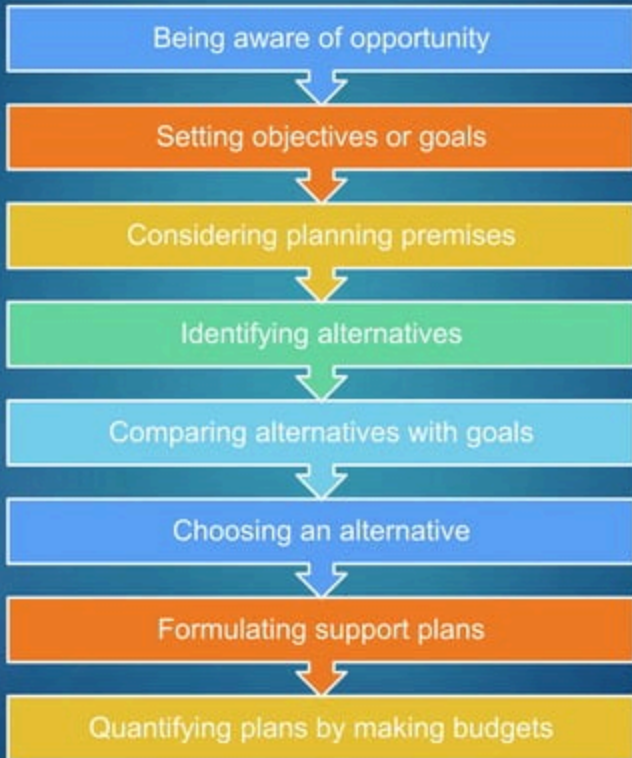 Being aware of opportunity
Setting objectives or goals
Considering planning premises
Identifying alternatives
Comparing alternatives with goals
Choosing an alternative
Formulating support plans
Quantifying plans by making budgets